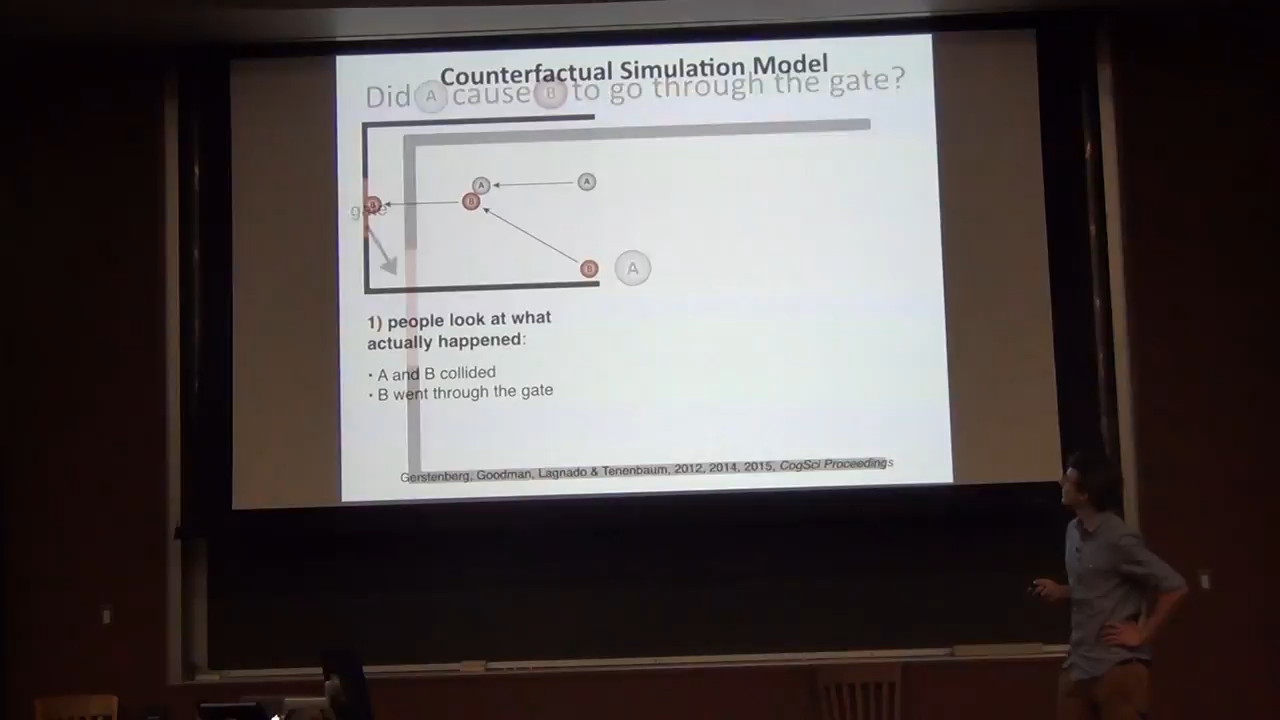 Counterfactual Simulation Model
Did A cause B to go through the gate?
A
A
B
B
gate
B
A
1) people look at what
actually happened:
• A and B collided
• B went through the gate
Gerstenberg, Goodman, Lagnado & Tenenbaum, 2012, 2014, 2015, CogSci Proceedings